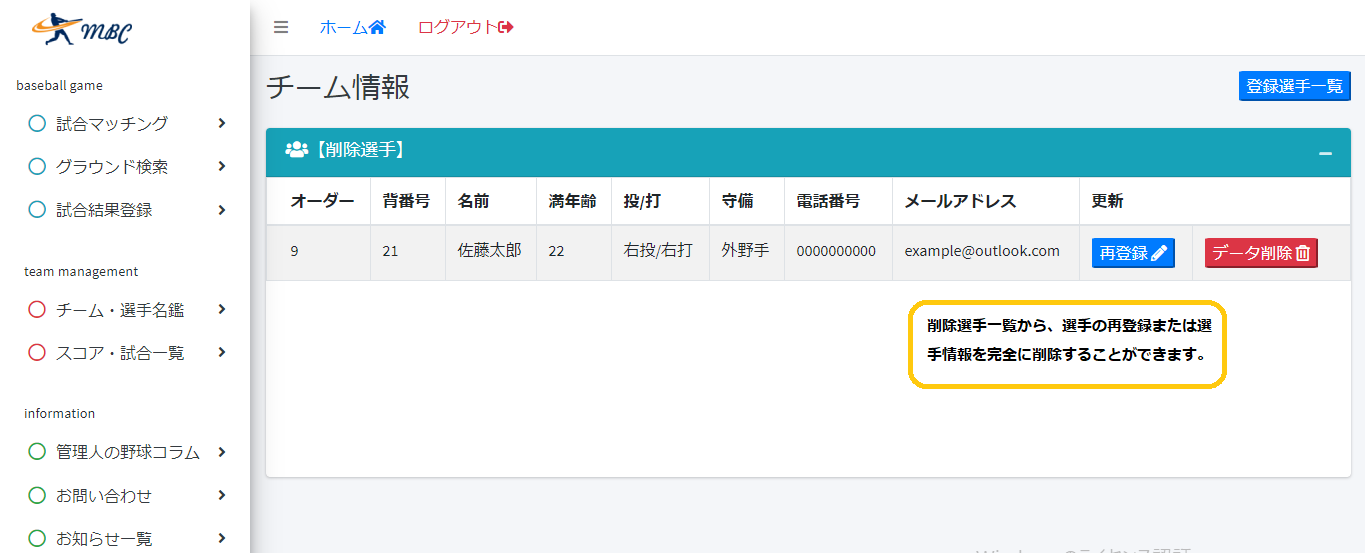 MBC
ホーム
ログアウト
baseball game
試合マッチング
グラウンド検索
試合結果登録
team management
チーム・選手名鑑
スコア・試合一覧
information
管理人の野球コラム
お問い合わせ
お知らせ一覧
チーム情報
登録選手一覧
【削除選手】
オーダー 背番号 名前 満年齢 投/打 守備 電話番号 メールアドレス 更新
9 21 佐藤太郎 22 右投/右打 外野手 0000000000 example@outlook.com 再登録 データ削除
削除選手一覧から、選手の再登録または選
手情報を完全に削除することができます。